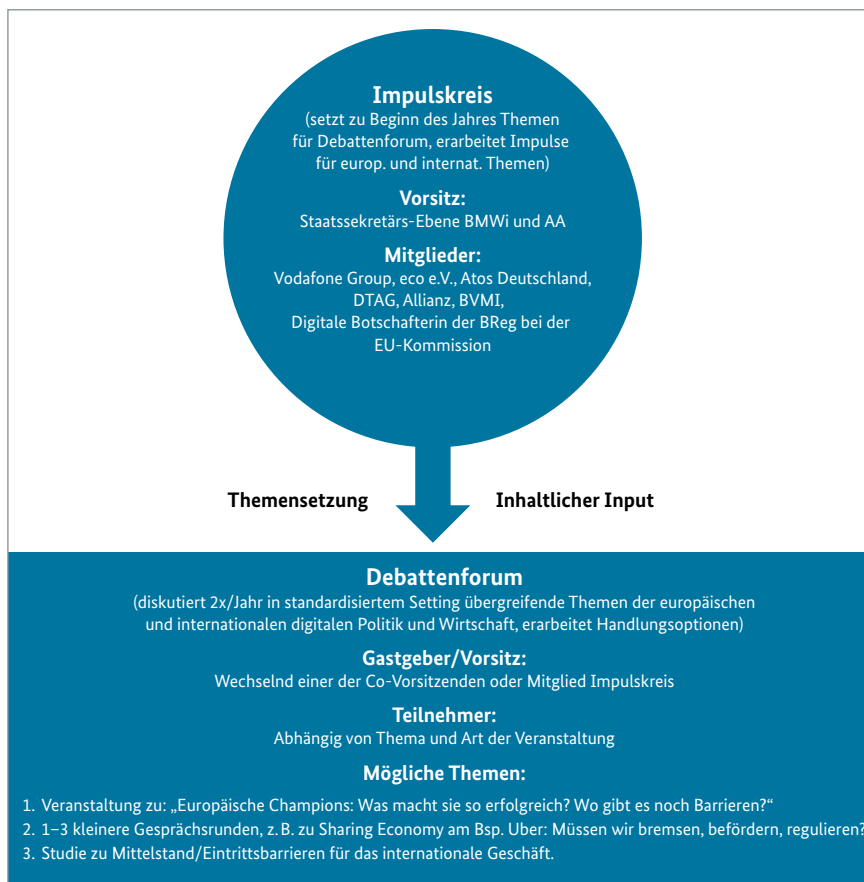 Impulskreis
(setzt zu Beginn des Jahres Themen
für Debattenforum, erarbeitet Impulse
für europ. und internat. Themen)
Vorsitz:
Staatssekretärs-Ebene BMWi und AA
Mitglieder:
Vodafone Group, eco e.V., Atos Deutschland,
DTAG, Allianz, BVMI,
Digitale Botschafterin der BReg bei der
EU-Kommission
Themensetzung
Inhaltlicher Input
Debattenforum
(diskutiert 2x/Jahr in standardisiertem Setting übergreifende Themen der europäischen
und internationalen digitalen Politik und Wirtschaft, erarbeitet Handlungsoptionen)
Gastgeber/Vorsitz:
Wechselnd einer der Co-Vorsitzenden oder Mitglied Impulskreis
Teilnehmer:
Abhängig von Thema und Art der Veranstaltung
Mögliche Themen:
1. Veranstaltung zu: „Europäische Champions: Was macht sie so erfolgreich? Wo gibt es noch Barrieren?“
2. 1–3 kleinere Gesprächsrunden, z. B. zu Sharing Economy am Bsp. Uber: Müssen wir bremsen, befördern, regulieren?
3. Studie zu Mittelstand/Eintrittsbarrieren für das internationale Geschäft.